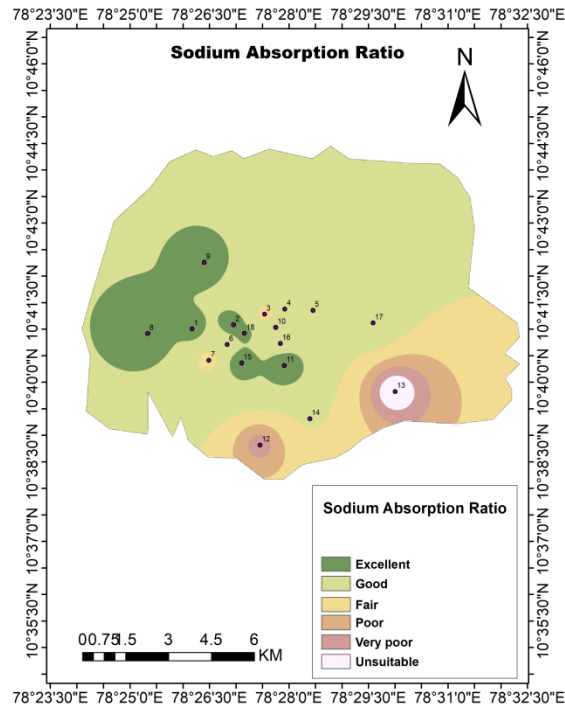 Sodium Absorption Ratio
N
10°46'0"N
10°44'30"N
10°43'0"N
10°41'30"N
10°40'0"N
10°38'30"N
10°37'0"N
10°35'30"N
10°46'0"N
10°44'30"N
10°43'0"N
10°41'30"N
10°40'0"N
10°38'30"N
10°37'0"N
10°35'30"N
9
3
4
5
2
17
8
1
18
10
6
16
7
15
11
13
14
12
Sodium Absorption Ratio
Excellent
Good
Fair
Poor
Very poor
Unsuitable
0 0.75 1.5 3 4.5 6
KM
78°23'30"E 78°25'0"E 78°26'30"E 78°28'0"E 78°29'30"E 78°31'0"E 78°32'30"E
78°23'30"E 78°25'0"E 78°26'30"E 78°28'0"E 78°29'30"E 78°31'0"E 78°32'30"E